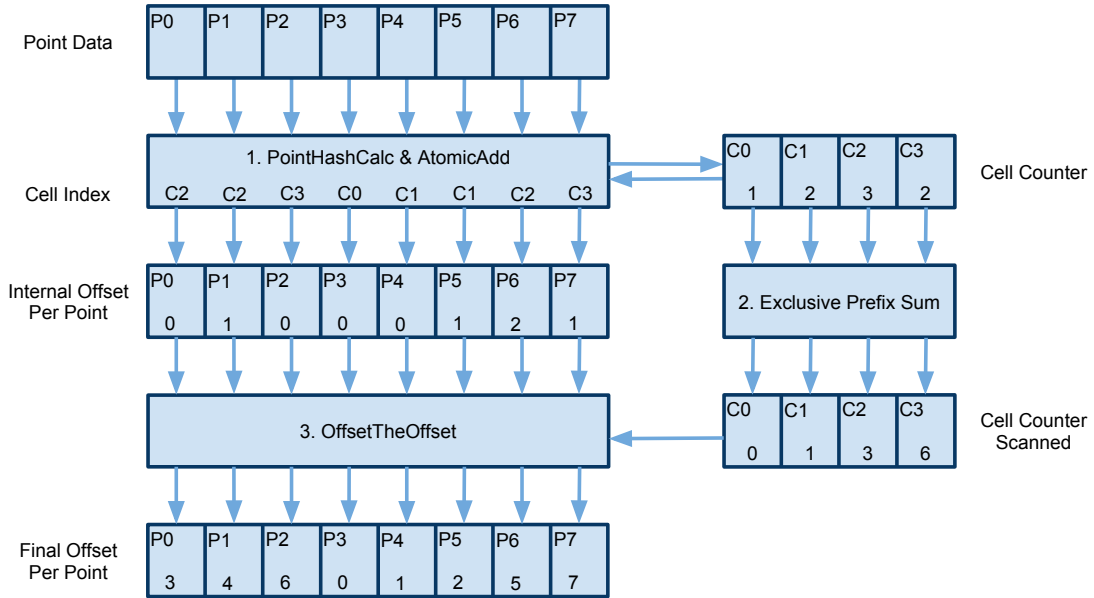 Point Data
P0 P1 P2 P3 P4 P5 P6 P7
1. PointHashCalc & AtomicAdd
Cell Index
C2 C2 C3 C0 C1 C1 C2 C3
C0 C1 C2 C3
1 2 3 2
Cell Counter
Internal Offset
Per Point
P0 P1 P2 P3 P4 P5 P6 P7
0 1 0 0 0 1 2 1
2. Exclusive Prefix Sum
3. OffsetTheOffset
C0 C1 C2 C3
0 1 3 6
Cell Counter
Scanned
Final Offset
Per Point
P0 P1 P2 P3 P4 P5 P6 P7
3 4 6 0 1 2 5 7